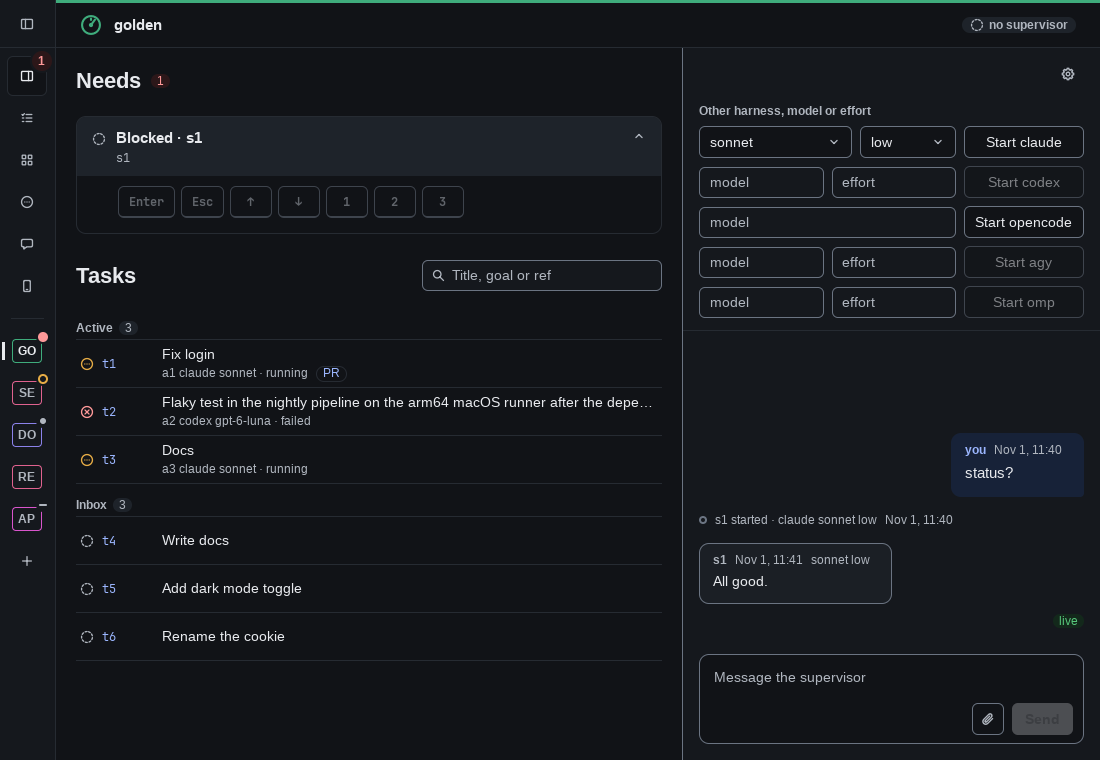 golden
no supervisor
1
Needs 1
Blocked · s1
s1
Enter Esc ↑ ↓ 1 2 3
Tasks
Title, goal or ref
Active 3
t1 Fix login
a1 claude sonnet · running PR
t2 Flaky test in the nightly pipeline on the arm64 macOS runner after the depe…
a2 codex gpt-6-luna · failed
t3 Docs
a3 claude sonnet · running
Inbox 3
t4 Write docs
t5 Add dark mode toggle
t6 Rename the cookie
GO
SE
DO
RE
AP
Other harness, model or effort
sonnet low Start claude
model effort Start codex
model Start opencode
model effort Start agy
model effort Start omp
you Nov 1, 11:40
status?
s1 started · claude sonnet low Nov 1, 11:40
s1 Nov 1, 11:41 sonnet low
All good.
live
Message the supervisor
Send